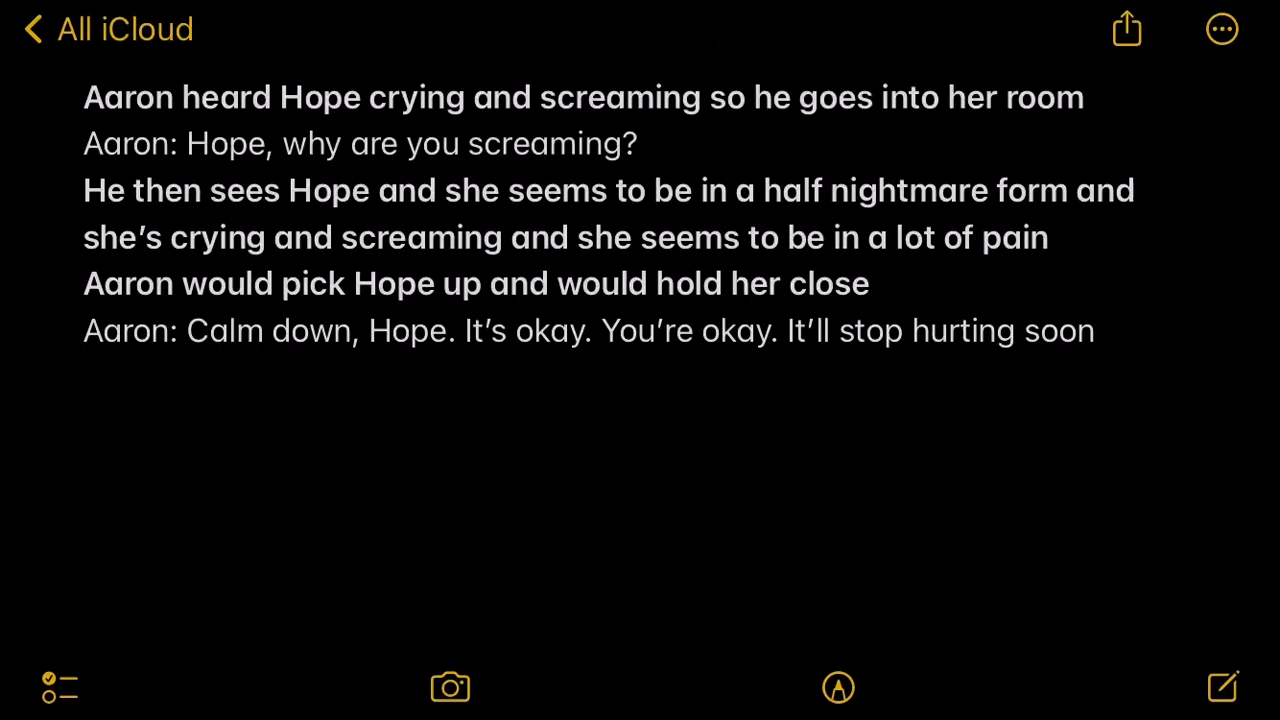 All iCloud
Aaron heard Hope crying and screaming so he goes into her room
Aaron: Hope, why are you screaming?
He then sees Hope and she seems to be in a half nightmare form and
she’s crying and screaming and she seems to be in a lot of pain
Aaron would pick Hope up and would hold her close
Aaron: Calm down, Hope. It’s okay. You’re okay. It’ll stop hurting soon